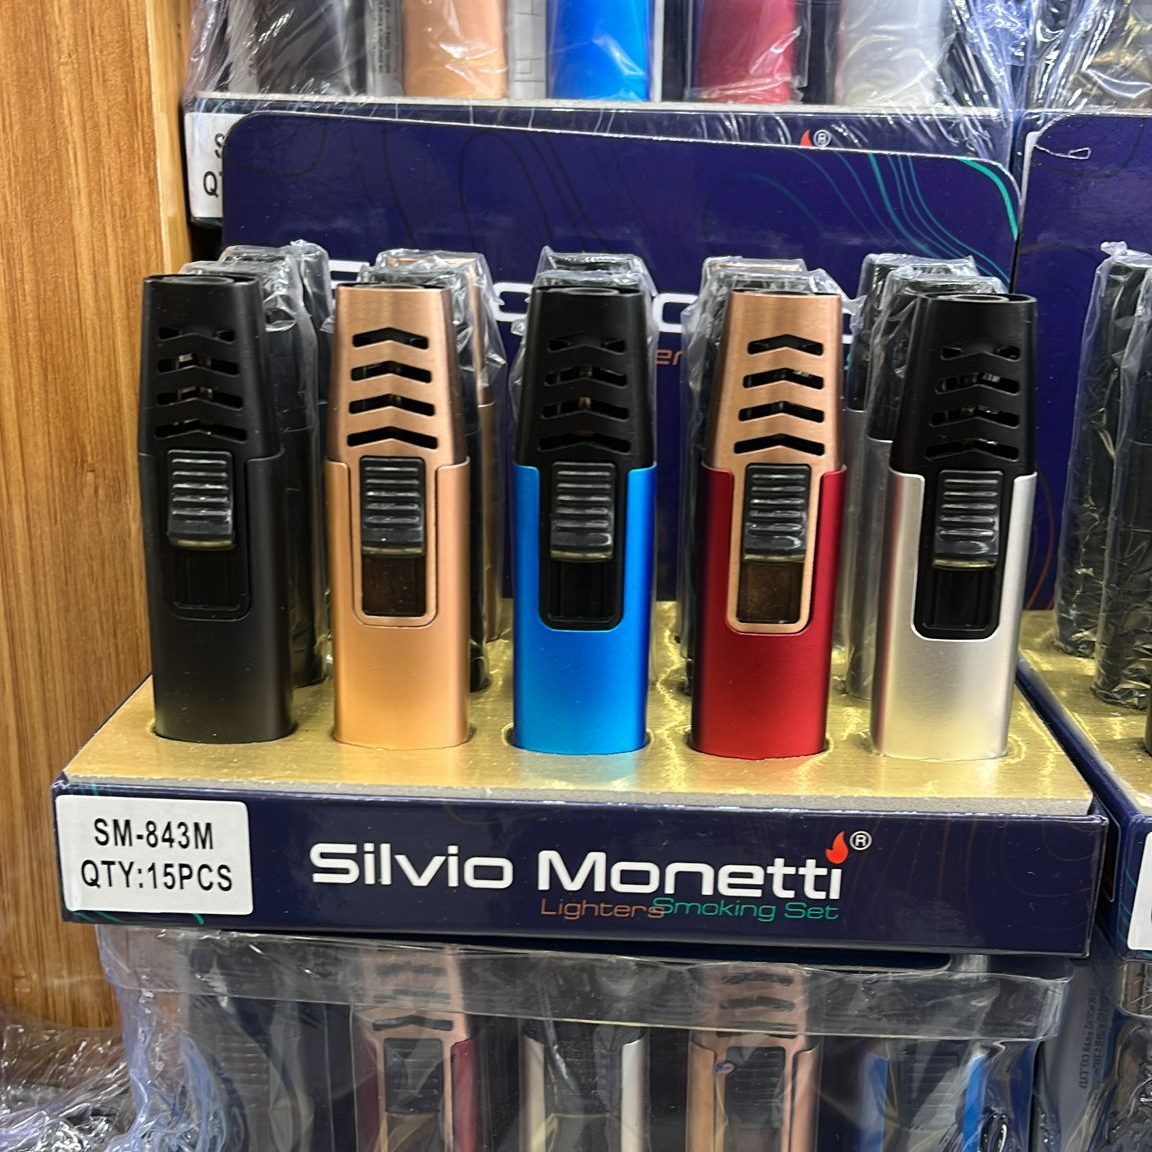 ®
SM-843M
QTY:15PCS
Silvio Monetti®
Lighters Smoking Set